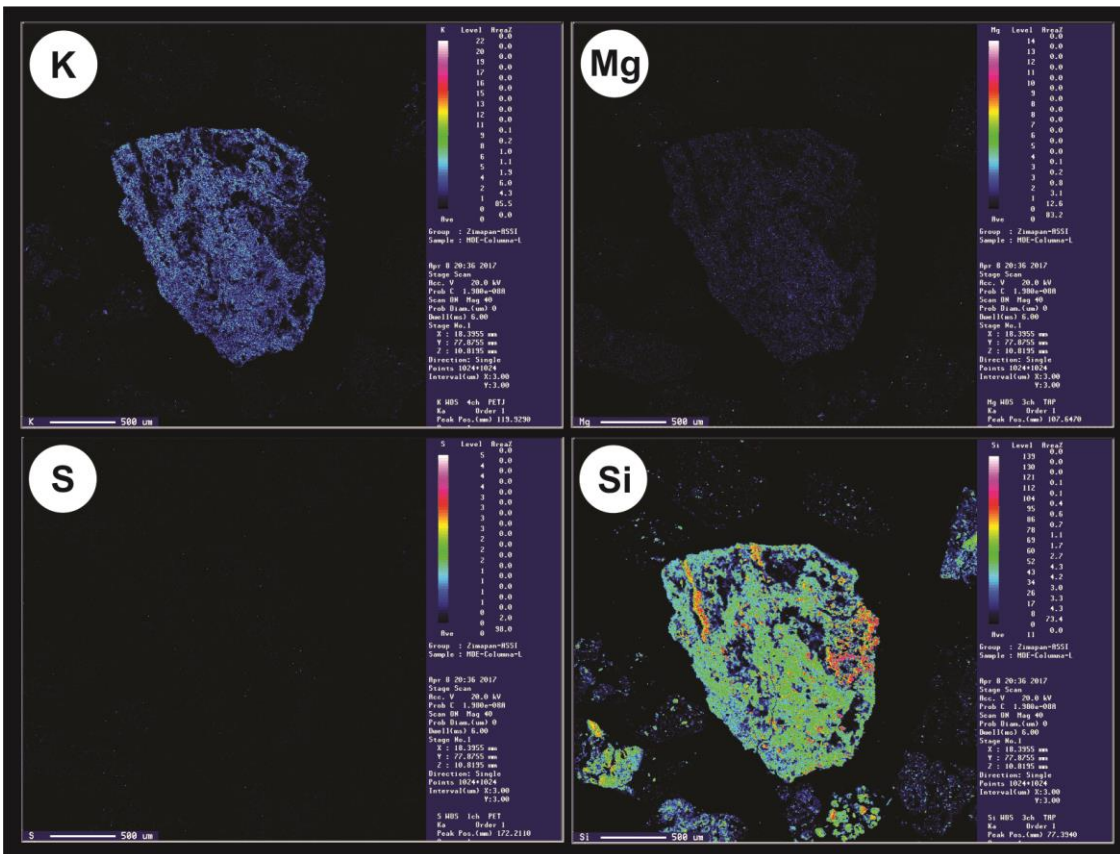 K
K Level Area%
0.0
22 0.0
20 0.0
19 0.0
17 0.0
16 0.0
15 0.0
13 0.0
12 0.0
11 0.1
9 0.2
8 1.0
6 1.1
5 1.9
4 6.0
2 4.3
1 85.5
0 0.0
Ave 0
Group : Zimapan-ASSI
Sample : MDE-Columna-L
Apr 8 20:36 2017
Stage Scan
Acc. V 20.0 kV
Prob C 1.980e-08A
Scan ON Mag 40
Prob Diam.(um) 0
Dwell(ms) 6.00
Stage No.1
X : 18.3955 mm
Y : 77.8755 mm
Z : 10.8195 mm
Direction: Single
Points 1024*1024
Interval(um) X:3.00
Y:3.00
K WDS 4ch PETJ
Ka Order 1
Peak Pos.(mm) 119.9290
K 500 um
Mg
Mg Level Area%
0.0
14 0.0
13 0.0
12 0.0
11 0.0
10 0.0
9 0.0
8 0.0
7 0.0
6 0.0
5 0.0
4 0.1
3 0.2
2 0.8
1 3.1
12.6
0 83.2
Ave 0
Group : Zimapan-ASSI
Sample : MDE-Columna-L
Apr 8 20:36 2017
Stage Scan
Acc. V 20.0 kV
Prob C 1.980e-08A
Scan ON Mag 40
Prob Diam.(um) 0
Dwell(ms) 6.00
Stage No.1
X : 18.3955 mm
Y : 77.8755 mm
Z : 10.8195 mm
Direction: Single
Points 1024*1024
Interval(um) X:3.00
Y:3.00
Mg WDS 3ch TAP
Ka Order 1
Peak Pos.(mm) 107.6470
Mg 500 um
S
S Level Area%
0.0
5 0.0
4 0.0
4 0.0
4 0.0
3 0.0
3 0.0
3 0.0
3 0.0
2 0.0
2 0.0
2 0.0
1 0.0
1 0.0
1 0.0
1 0.0
0 2.0
0 98.0
Ave 0
Group : Zimapan-ASSI
Sample : MDE-Columna-L
Apr 8 20:36 2017
Stage Scan
Acc. V 20.0 kV
Prob C 1.980e-08A
Scan ON Mag 40
Prob Diam.(um) 0
Dwell(ms) 6.00
Stage No.1
X : 18.3955 mm
Y : 77.8755 mm
Z : 10.8195 mm
Direction: Single
Points 1024*1024
Interval(um) X:3.00
Y:3.00
S WDS 1ch PET
Ka Order 1
Peak Pos.(mm) 172.2110
S 500 um
Si
Si Level Area%
0.0
139 0.0
130 0.0
121 0.1
112 0.1
104 0.4
95 0.6
86 0.7
78 1.1
69 1.7
60 2.7
52 4.3
43 4.2
34 3.0
26 3.3
17 4.3
8 73.4
0 0.0
Ave 11
Group : Zimapan-ASSI
Sample : MDE-Columna-L
Apr 8 20:36 2017
Stage Scan
Acc. V 20.0 kV
Prob C 1.980e-08A
Scan ON Mag 40
Prob Diam.(um) 0
Dwell(ms) 6.00
Stage No.1
X : 18.3955 mm
Y : 77.8755 mm
Z : 10.8195 mm
Direction: Single
Points 1024*1024
Interval(um) X:3.00
Y:3.00
Si WDS 3ch TAP
Ka Order 1
Peak Pos.(mm) 77.3940
Si 500 um